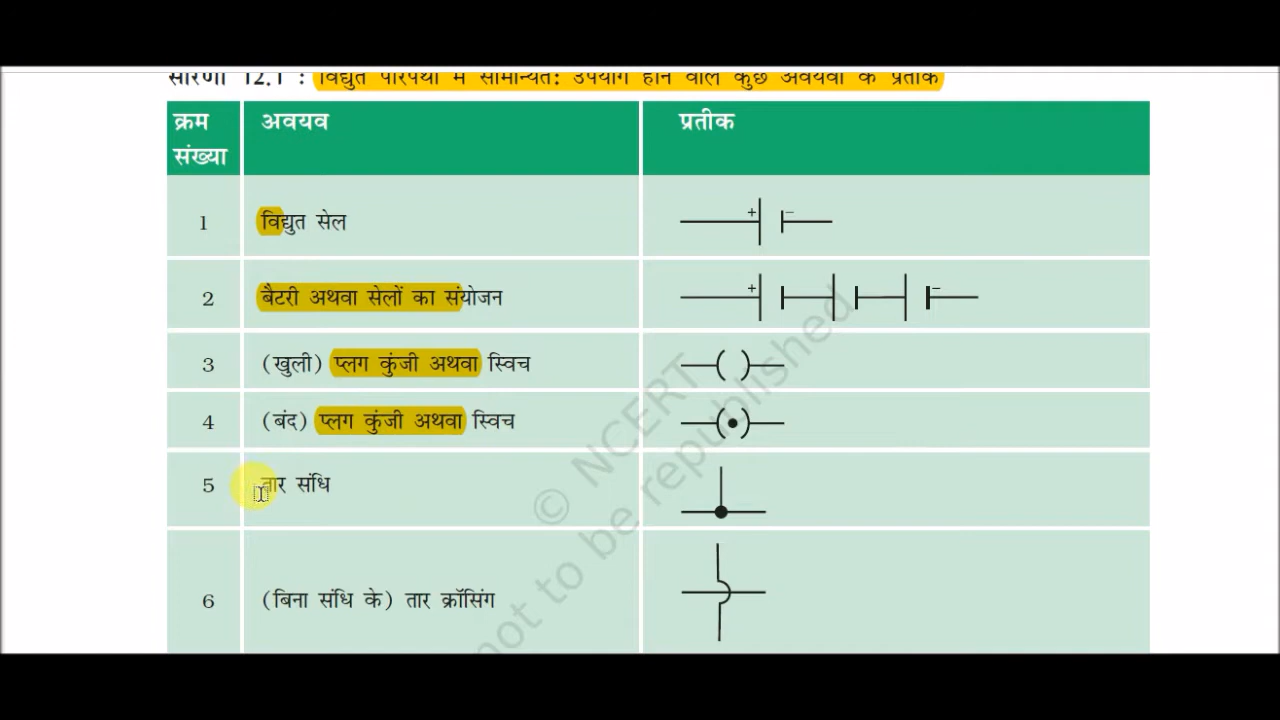 सारणी 12.1 : विद्युत परिपथों में सामान्यत: उपयोग होने वाले कुछ अवयवों के प्रतीक
क्रम संख्या अवयव प्रतीक
1 विद्युत सेल + −
2 बैटरी अथवा सेलों का संयोजन + −
3 (खुली) प्लग कुंजी अथवा स्विच
4 (बंद) प्लग कुंजी अथवा स्विच
5 तार संधि
6 (बिना संधि के) तार क्रॉसिंग
© NCERT
not to be republished